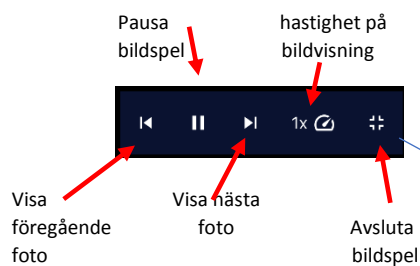 Pausa
bildspel
hastighet på
bildvisning
1x
Visa
föregående
foto
Visa nästa
foto
Avsluta
bildspel